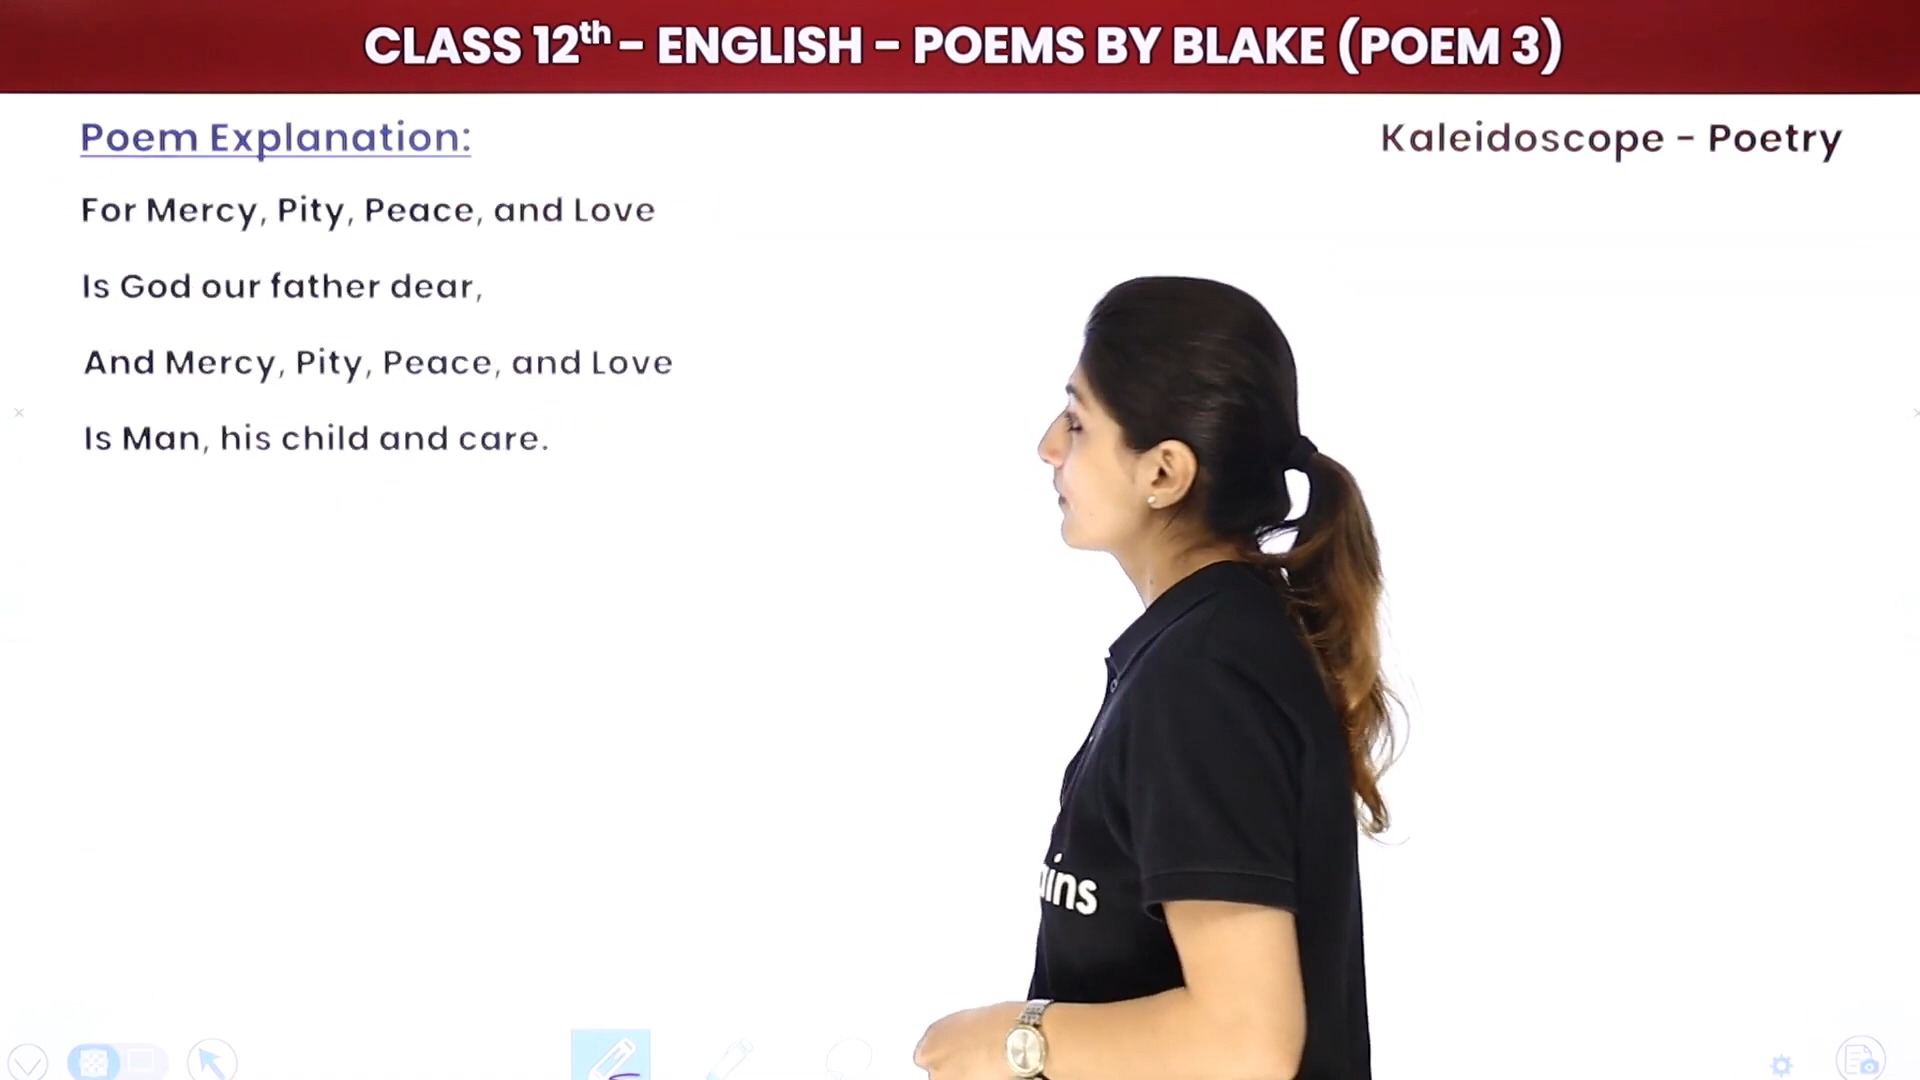 CLASS 12th – ENGLISH – POEMS BY BLAKE (POEM 3)
Poem Explanation:
Kaleidoscope – Poetry
For Mercy, Pity, Peace, and Love
Is God our father dear,
And Mercy, Pity, Peace, and Love
Is Man, his child and care.